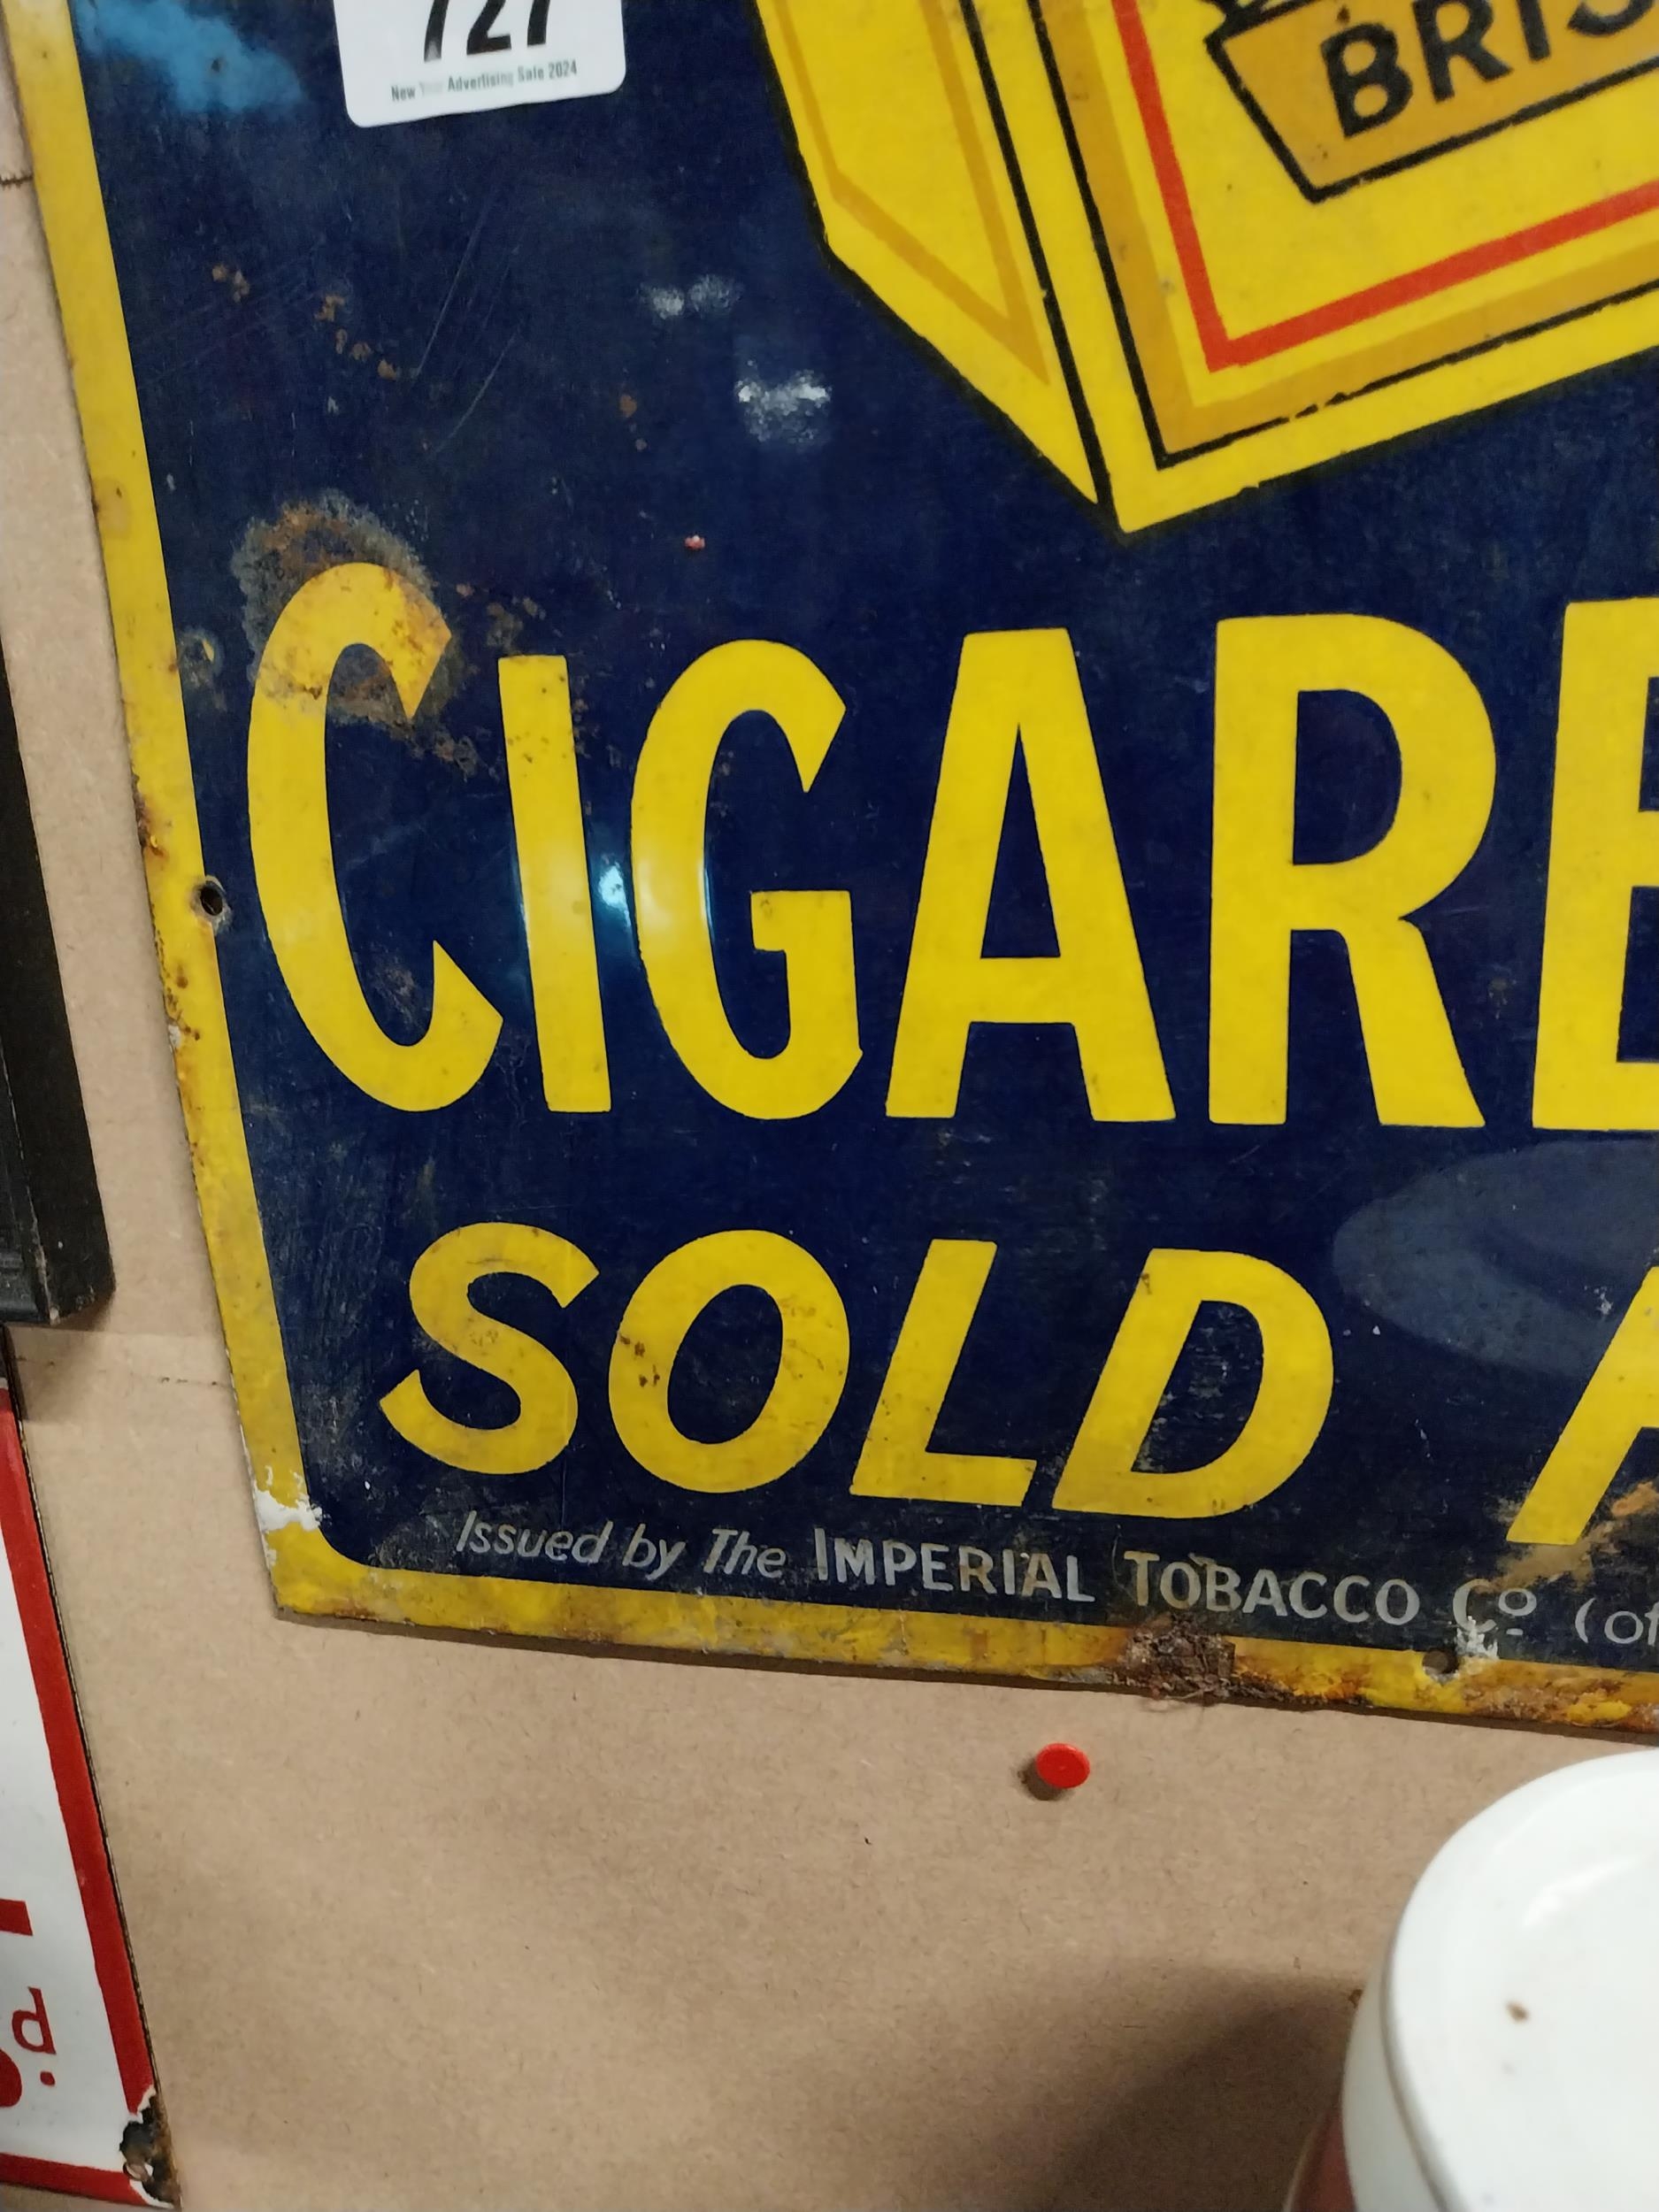 727
New Year Advertising Sale 2024
BRIS
CIGARE
SOLD A
Issued by The IMPERIAL TOBACCO Co (of
d.